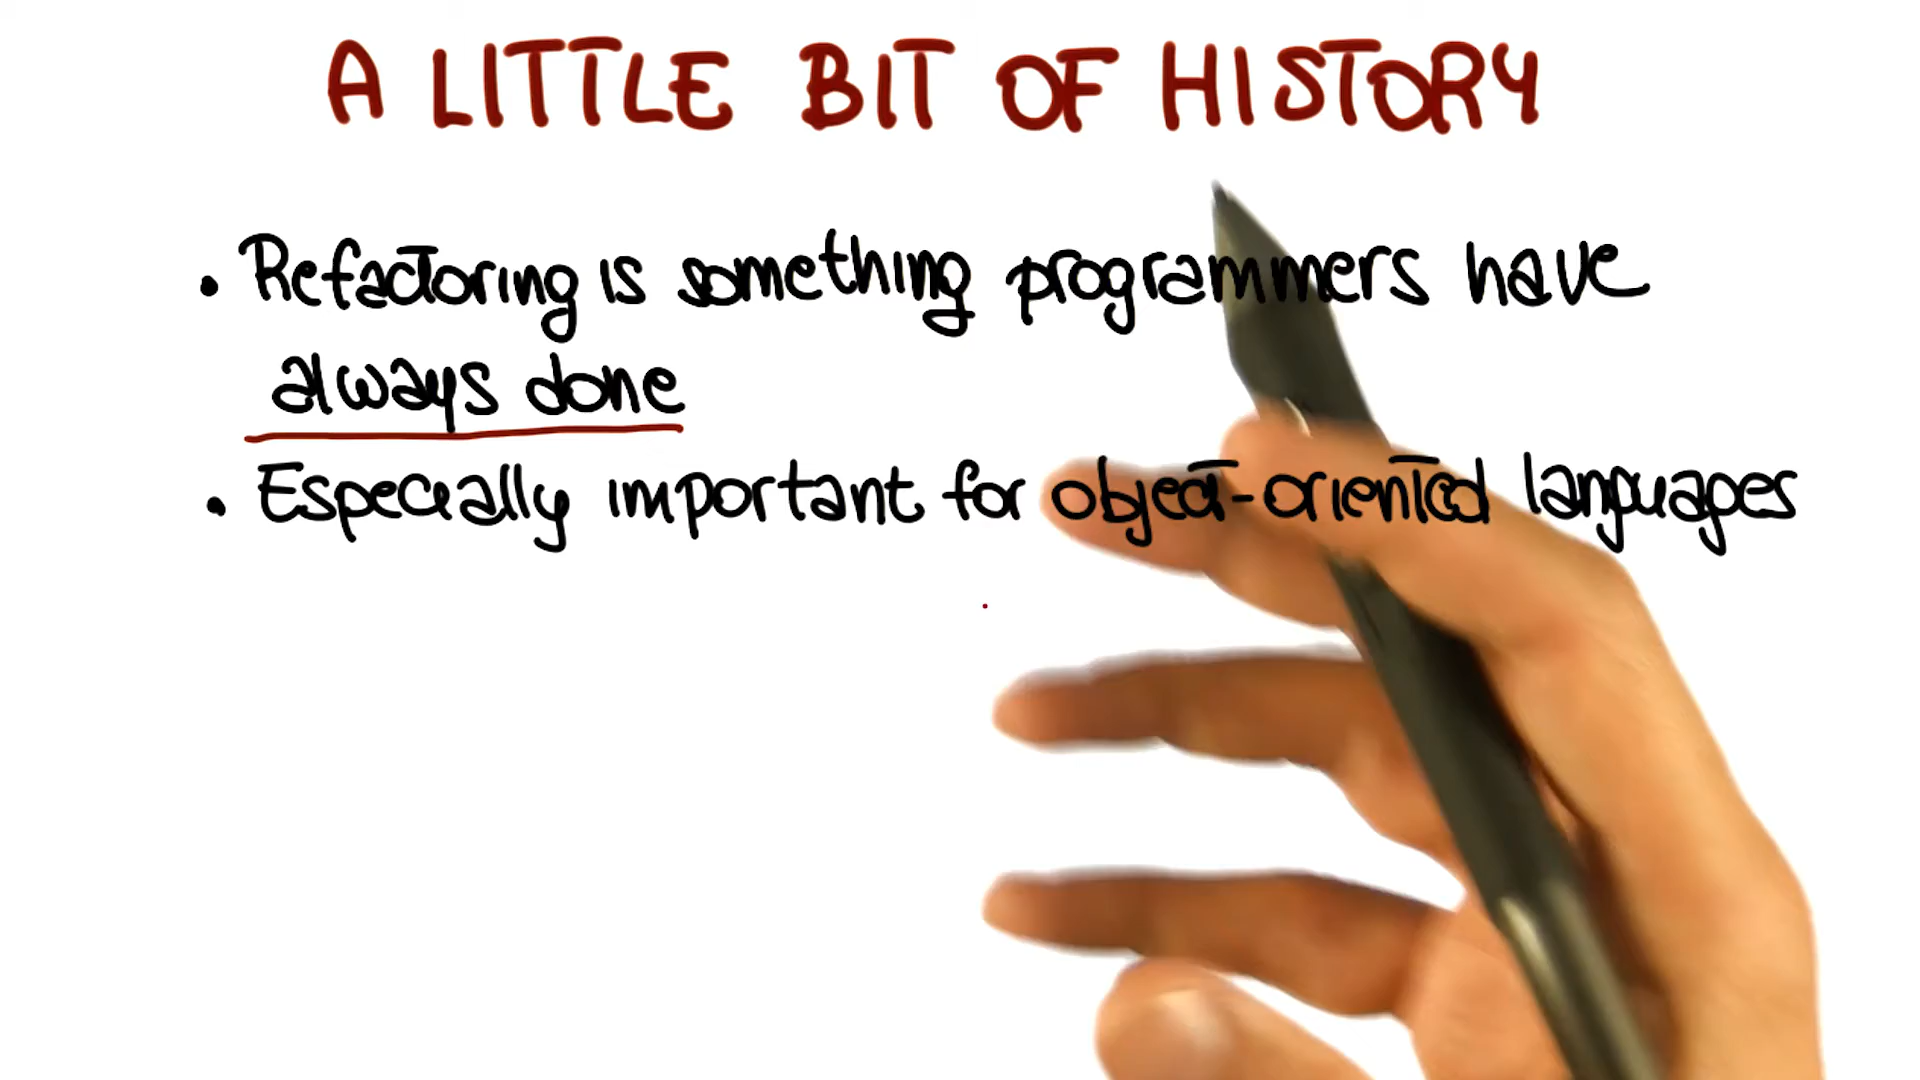 A LITTLE BIT OF HISTORY
• Refactoring is something programmers have
always done
• Especially important for object-oriented languages